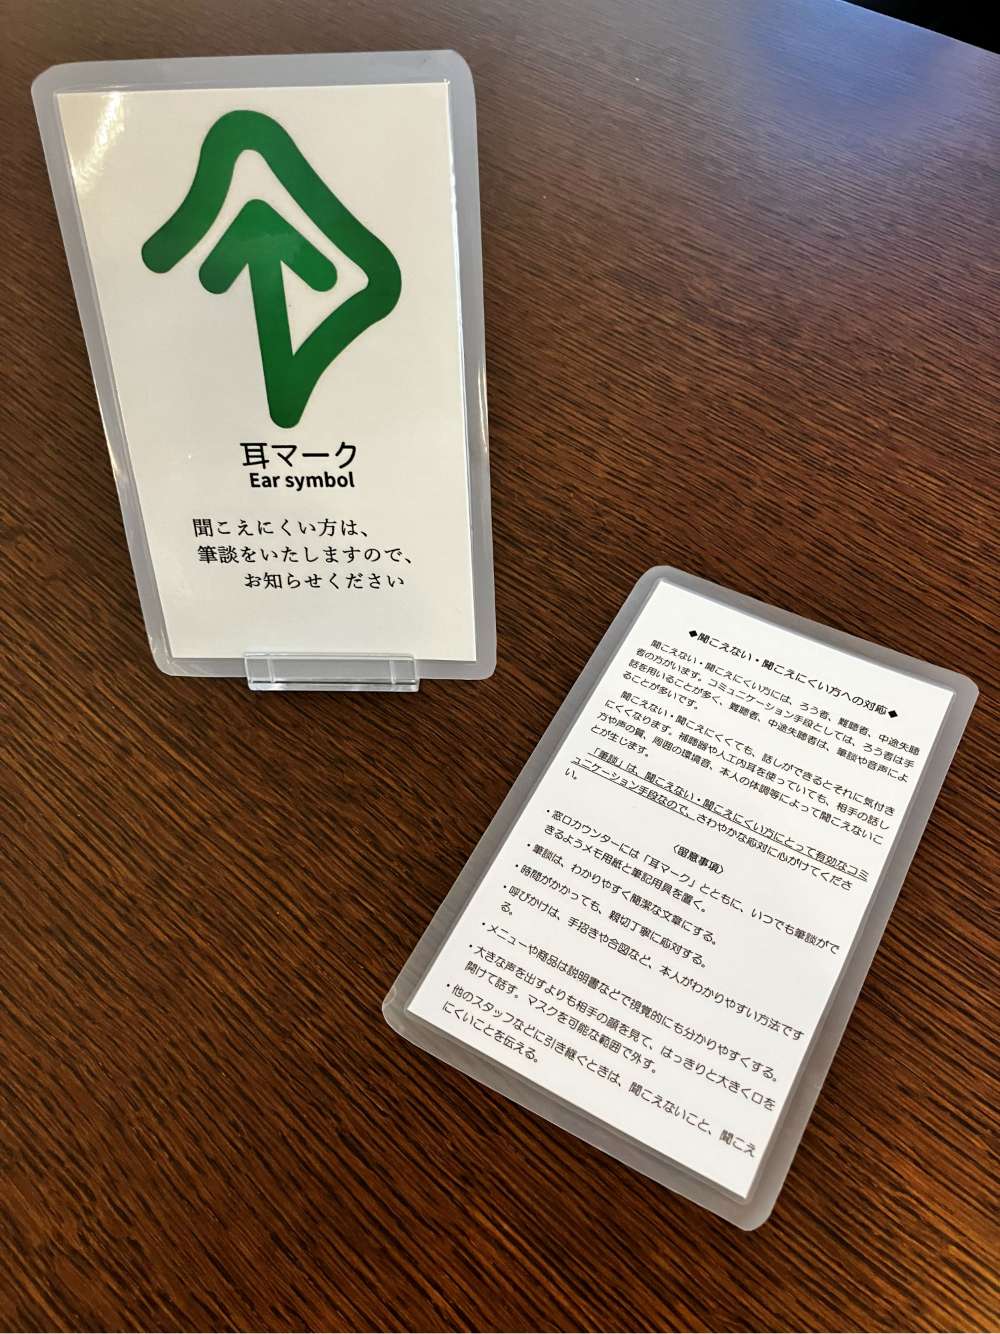 耳マーク
Ear symbol
聞こえにくい方は、
筆談をいたしますので、
お知らせください
◆聞こえない・聞こえにくい方への対応◆
聞こえない・聞こえにくい方には、ろう者、難聴者、中途失聴
者の方がいます。コミュニケーション手段としては、ろう者は手
話を用いることが多く、難聴者、中途失聴者は、筆談や音声によ
ることが多いです。
聞こえない・聞こえにくくても、話しができるとそれに気付き
にくくなります。補聴器や人工内耳を使っていても、相手の話し
方や声の質、周囲の環境音、本人の体調等によって聞こえないこ
とが生じます。
「筆談」は、聞こえない・聞こえにくい方にとって有効なコミ
ュニケーション手段なので、さわやかな応対に心がけてくださ
い。
〈留意事項〉
・窓口カウンターには「耳マーク」とともに、いつでも筆談がで
きるようメモ用紙と筆記用具を置く。
・筆談は、わかりやすく簡潔な文章にする。
・時間がかかっても、親切丁寧に応対する。
・呼びかけは、手招きや合図など、本人がわかりやすい方法です
る。
・メニューや商品は説明書などで視覚的にも分かりやすくする。
・大きな声を出すよりも相手の顔を見て、はっきりと大きく口を
開けて話す。マスクを可能な範囲で外す。
・他のスタッフなどに引き継ぐときは、聞こえないこと、聞こえ
にくいことを伝える。